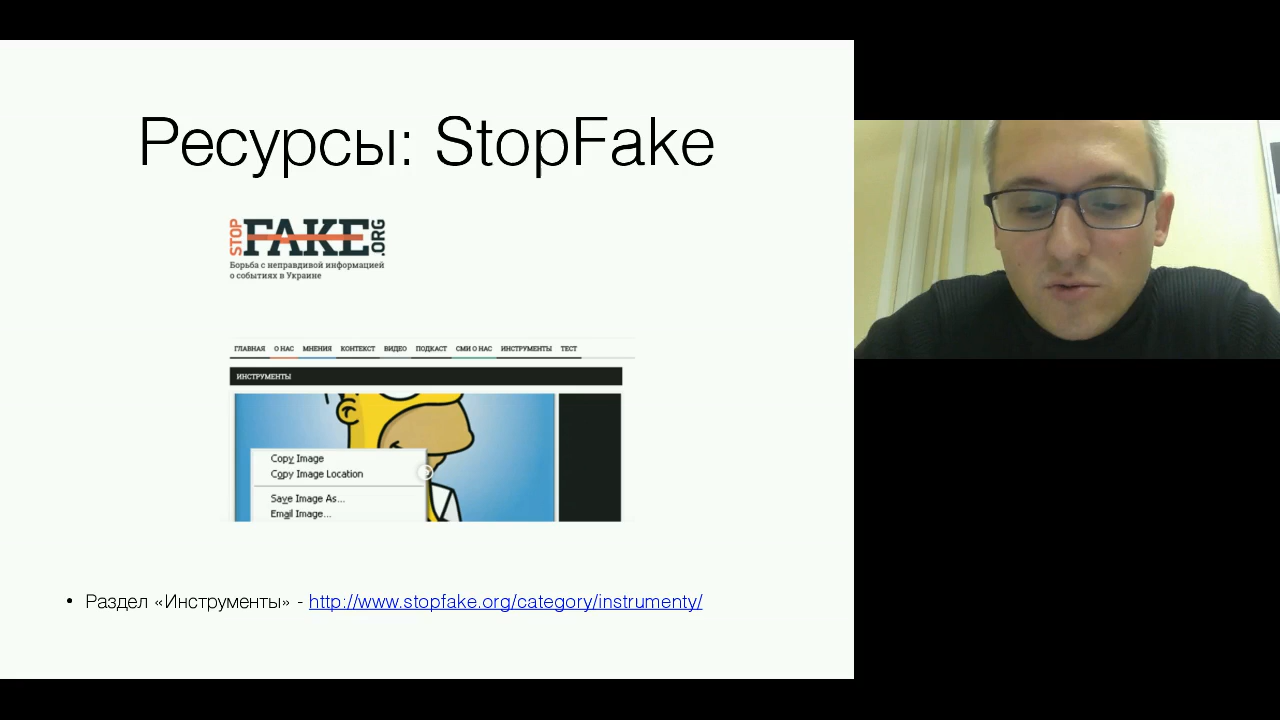 Ресурсы: StopFake
STOP FAKE .ORG
Борьба с неправдивой информацией
о событиях в Украине
ГЛАВНАЯ О НАС МНЕНИЯ КОНТЕКСТ ВИДЕО ПОДКАСТ СМИ О НАС ИНСТРУМЕНТЫ ТЕСТ
ИНСТРУМЕНТЫ
Copy Image
Copy Image Location
Save Image As...
Email Image...
• Раздел «Инструменты» - http://www.stopfake.org/category/instrumenty/